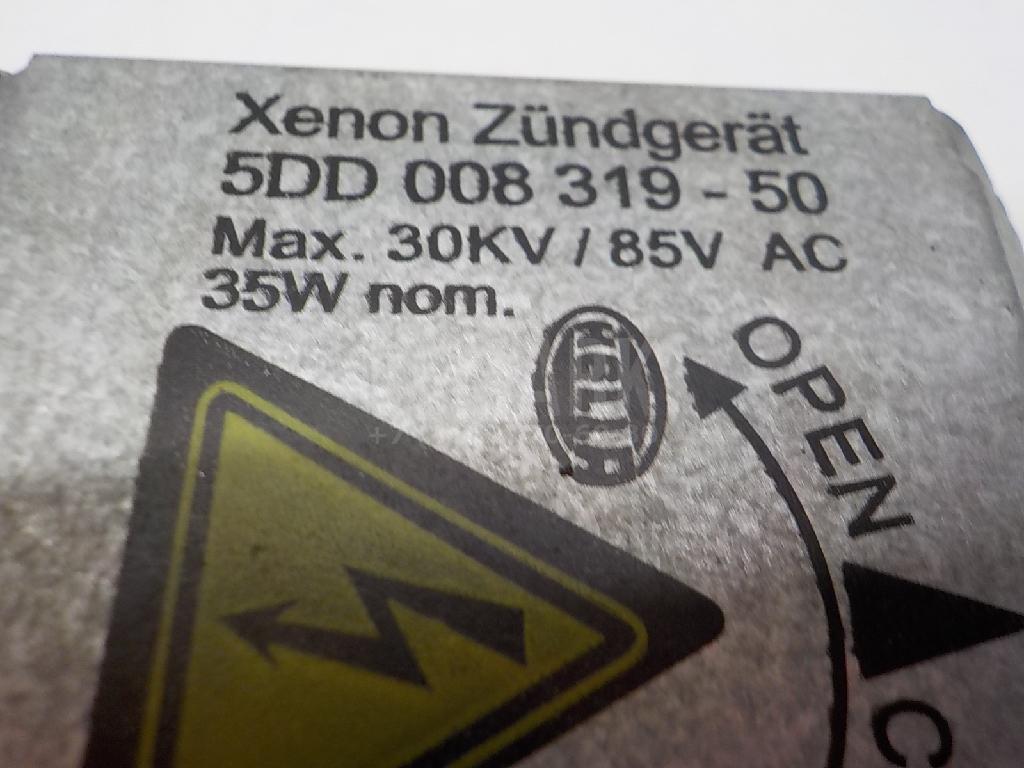 Xenon Zündgerät
5DD 008 319 - 50
Max. 30KV / 85V AC
35W nom.
HELLA
OPEN
C